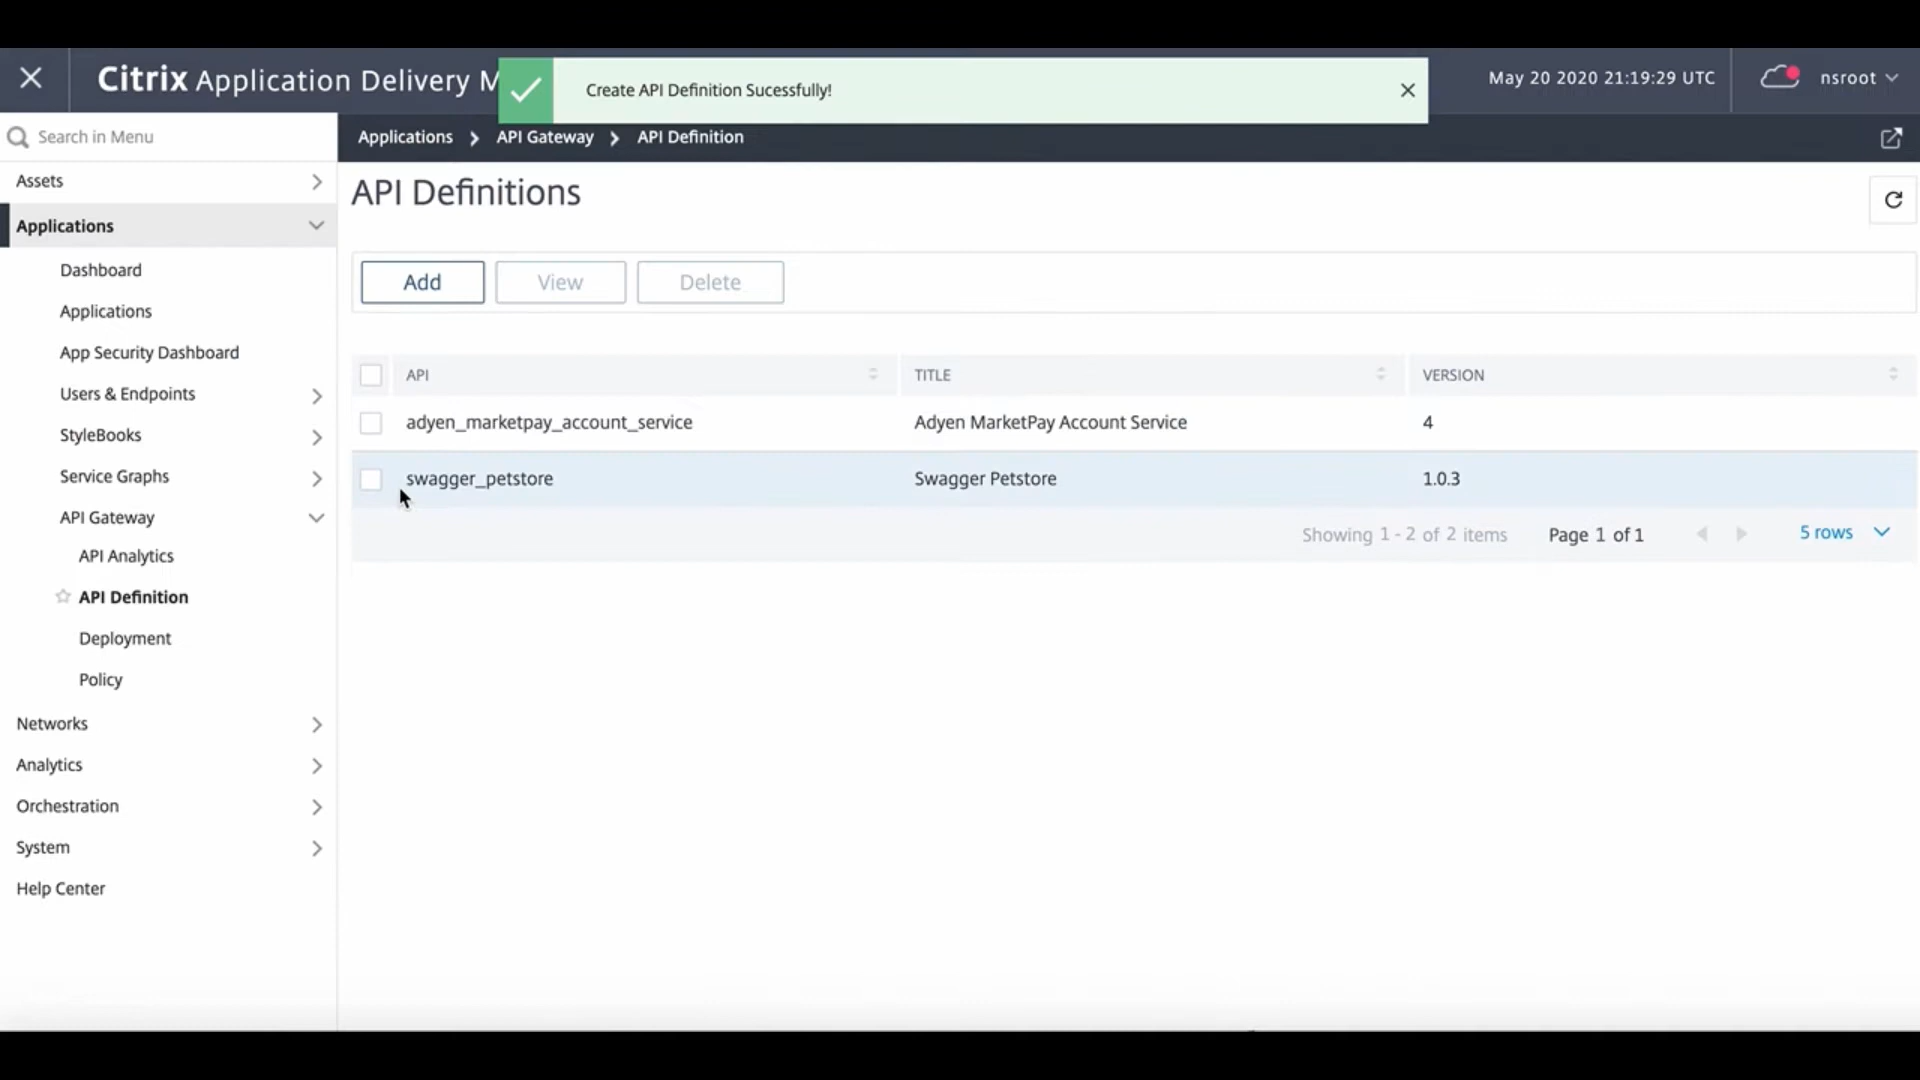 Citrix Application Delivery M
Create API Definition Sucessfully!
May 20 2020 21:19:29 UTC
nsroot
Search in Menu
Applications
API Gateway
API Definition
Assets
Applications
Dashboard
Applications
App Security Dashboard
Users & Endpoints
StyleBooks
Service Graphs
API Gateway
API Analytics
API Definition
Deployment
Policy
Networks
Analytics
Orchestration
System
Help Center
API Definitions
Add
View
Delete
API
TITLE
VERSION
adyen_marketpay_account_service
Adyen MarketPay Account Service
4
swagger_petstore
Swagger Petstore
1.0.3
Showing 1 - 2 of 2 items
Page 1 of 1
5 rows